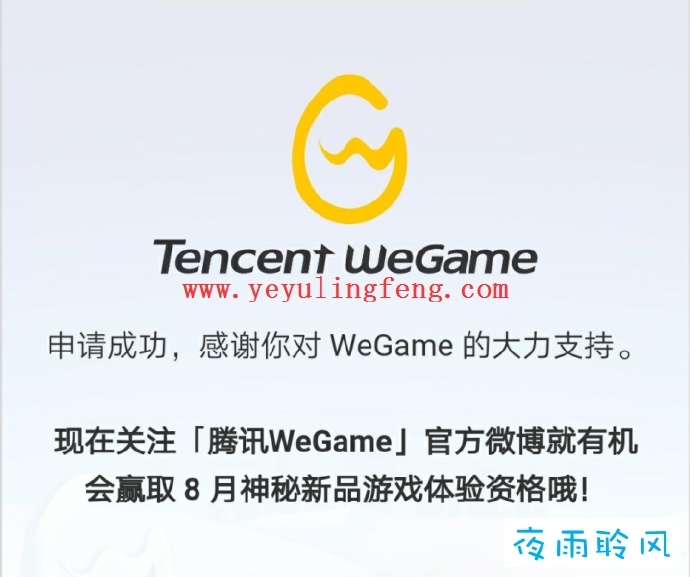 Tencent WeGame
www.yeyulingfeng.com
申请成功，感谢你对 WeGame 的大力支持。
现在关注「腾讯WeGame」官方微博就有机
会赢取 8 月神秘新品游戏体验资格哦！
夜雨聆风